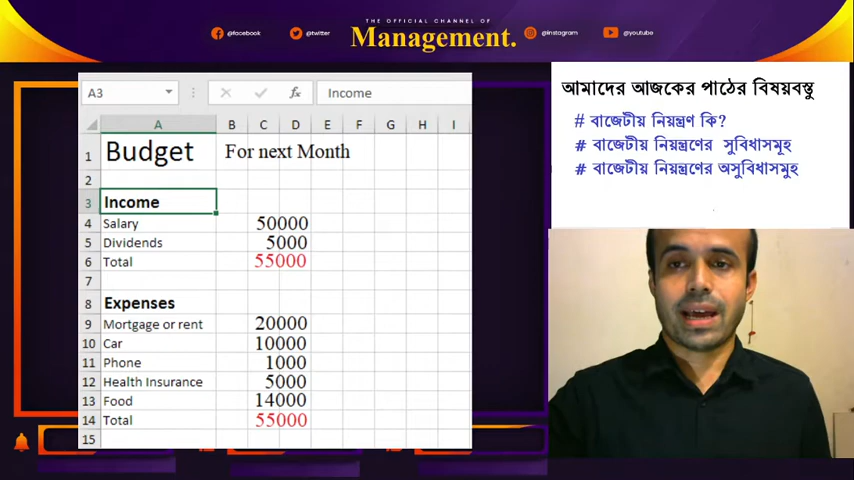 THE OFFICIAL CHANNEL OF
@facebook
@twitter
Management.
@instagram
@youtube
A3
fx
Income
A B C D E F G H I
1 Budget For next Month
2
3 Income
4 Salary 50000
5 Dividends 5000
6 Total 55000
7
8 Expenses
9 Mortgage or rent 20000
10 Car 10000
11 Phone 1000
12 Health Insurance 5000
13 Food 14000
14 Total 55000
15
আমাদের আজকের পাঠের বিষয়বস্তু
# বাজেটীয় নিয়ন্ত্রণ কি?
# বাজেটীয় নিয়ন্ত্রণের সুবিধাসমূহ
# বাজেটীয় নিয়ন্ত্রণের অসুবিধাসমুহ